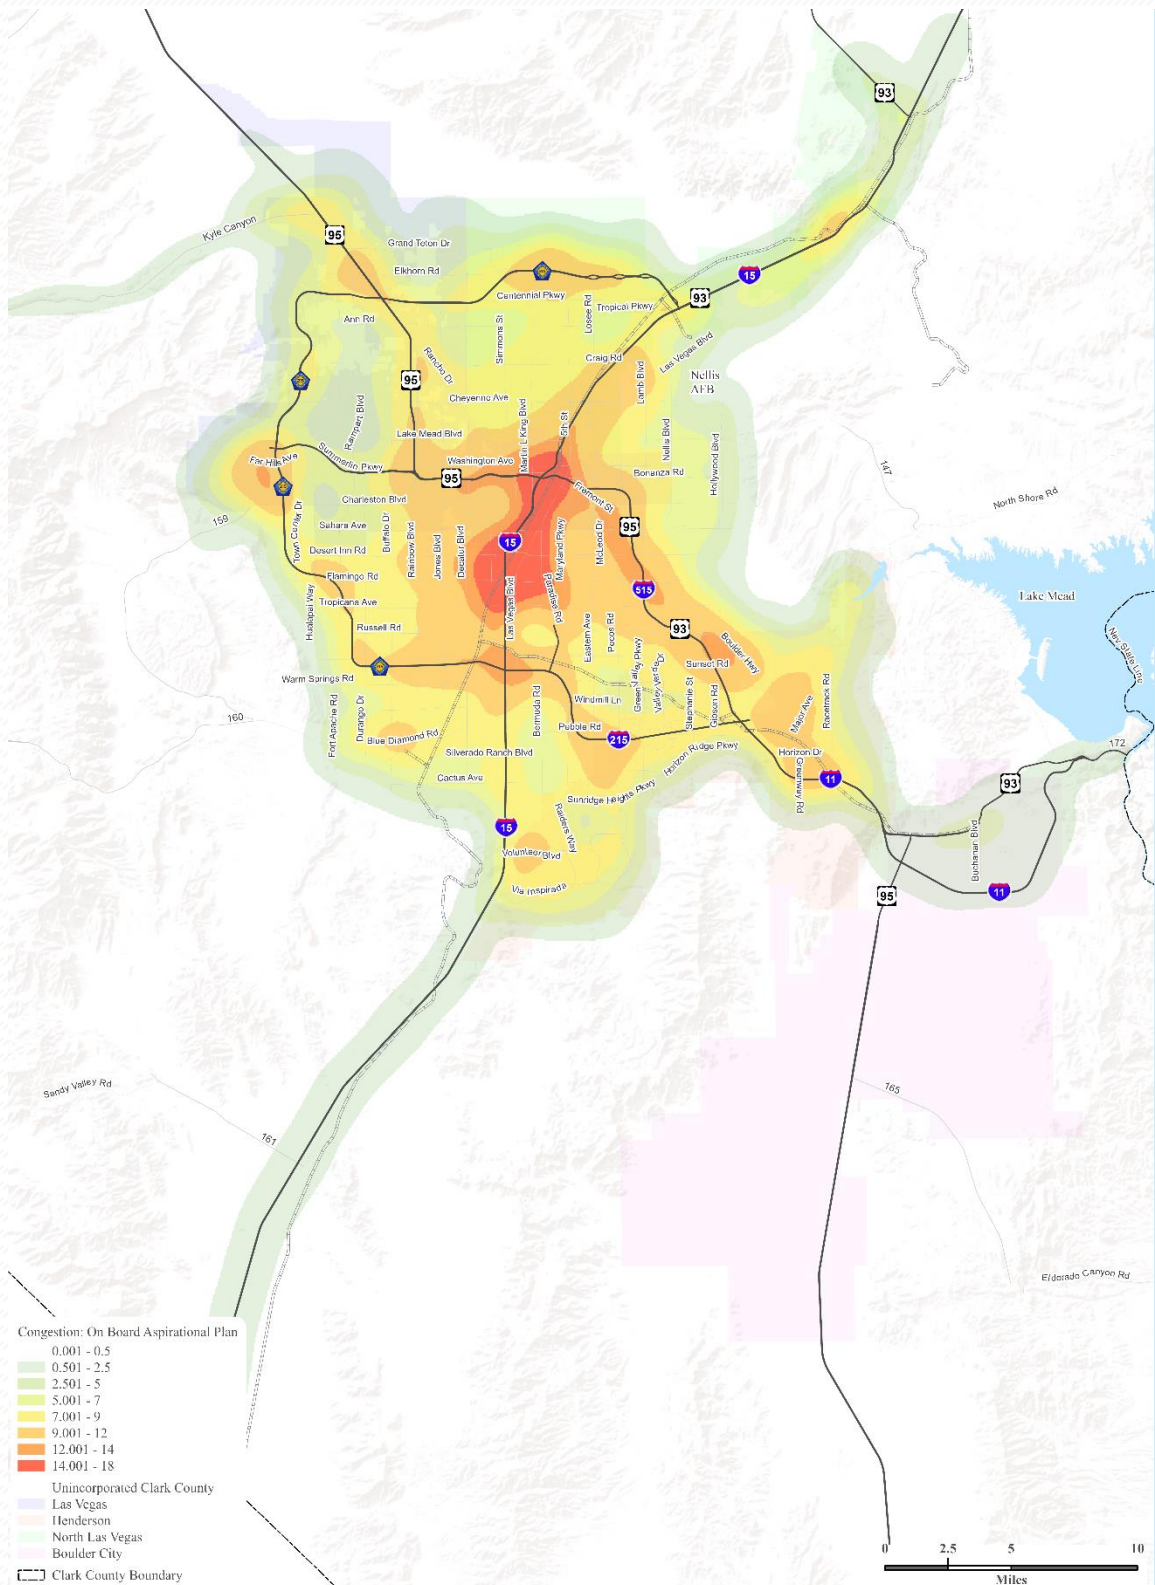 93
Kyle Canyon
95
Grand Teton Dr
Elkhorn Rd
15
Centennial Pkwy
93
Tropical Pkwy
Losee Rd
Ann Rd
Simmons St
Las Vegas Blvd
Craig Rd
Rancho Dr
Lamb Blvd
Nellis
AFB
95
Cheyenne Ave
Rampart Blvd
Martin L King Blvd
5th St
Lake Mead Blvd
Nellis Blvd
Hollywood Blvd
Summerlin Pkwy
Far Hills Ave
Washington Ave
Bonanza Rd
147
95
Fremont St
North Shore Rd
Charleston Blvd
Town Center Dr
159
Sahara Ave
Buffalo Dr
Rainbow Blvd
Jones Blvd
Decatur Blvd
15
Maryland Pkwy
McLeod Dr
95
Desert Inn Rd
Flamingo Rd
515
Lake Mead
Hualapai Way
Tropicana Ave
Las Vegas Blvd
Paradise Rd
Russell Rd
Eastern Ave
Pecos Rd
93
Boulder Hwy
Nev State Line
Green Valley Pkwy
Valley Verde Dr
Sunset Rd
Warm Springs Rd
Windmill Ln
Stephanie St
Gibson Rd
Major Ave
Racetrack Rd
160
Fort Apache Rd
Durango Dr
Bermuda Rd
Pebble Rd
215
Blue Diamond Rd
Silverado Ranch Blvd
Horizon Ridge Pkwy
Horizon Dr
172
Cactus Ave
Greenway Rd
11
93
Sunridge Heights Pkwy
15
Raiders Way
Volunteer Blvd
Buchanan Blvd
Via Inspirada
95
11
Sandy Valley Rd
161
165
Eldorado Canyon Rd
Congestion: On Board Aspirational Plan
0.001 - 0.5
0.501 - 2.5
2.501 - 5
5.001 - 7
7.001 - 9
9.001 - 12
12.001 - 14
14.001 - 18
Unincorporated Clark County
Las Vegas
Henderson
North Las Vegas
Boulder City
Clark County Boundary
0 2.5 5 10
Miles